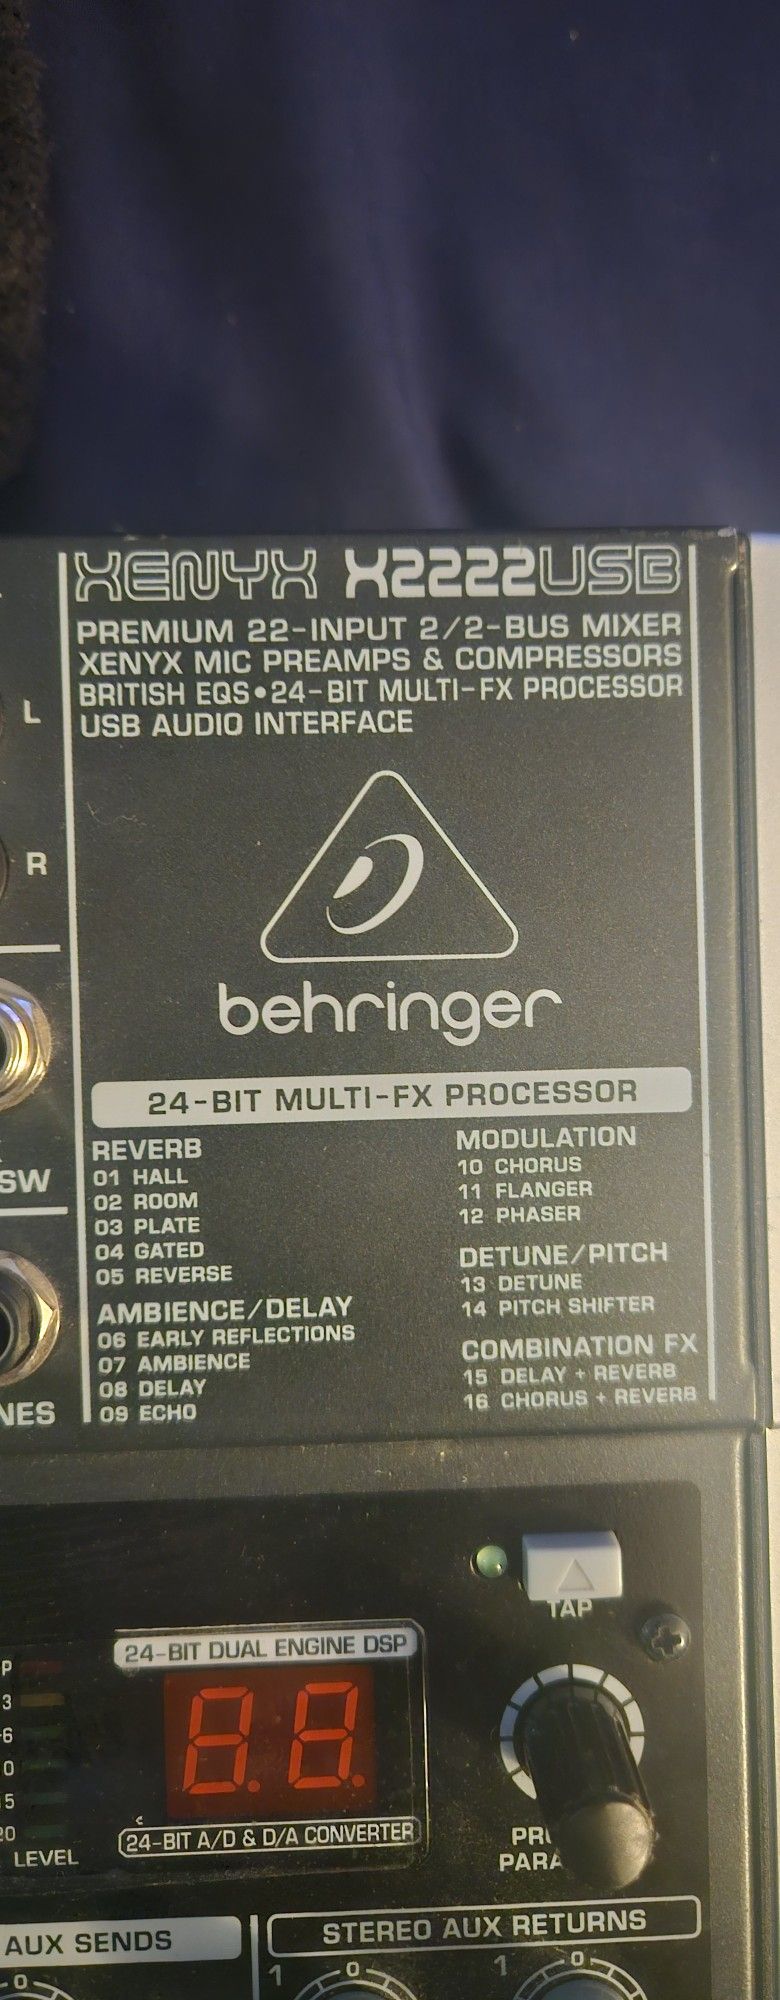 XENYX X2222USB
PREMIUM 22-INPUT 2/2-BUS MIXER
XENYX MIC PREAMPS & COMPRESSORS
BRITISH EQS•24-BIT MULTI-FX PROCESSOR
USB AUDIO INTERFACE
L
R
behringer
24-BIT MULTI-FX PROCESSOR
REVERB
01 HALL
02 ROOM
03 PLATE
04 GATED
05 REVERSE
AMBIENCE/DELAY
06 EARLY REFLECTIONS
07 AMBIENCE
08 DELAY
09 ECHO
MODULATION
10 CHORUS
11 FLANGER
12 PHASER
DETUNE/PITCH
13 DETUNE
14 PITCH SHIFTER
COMBINATION FX
15 DELAY + REVERB
16 CHORUS + REVERB
SW
NES
TAP
24-BIT DUAL ENGINE DSP
8.8.
24-BIT A/D & D/A CONVERTER
P
3
6
0
5
20
LEVEL
PR
PARA
AUX SENDS
STEREO AUX RETURNS
0
1
0
1
0